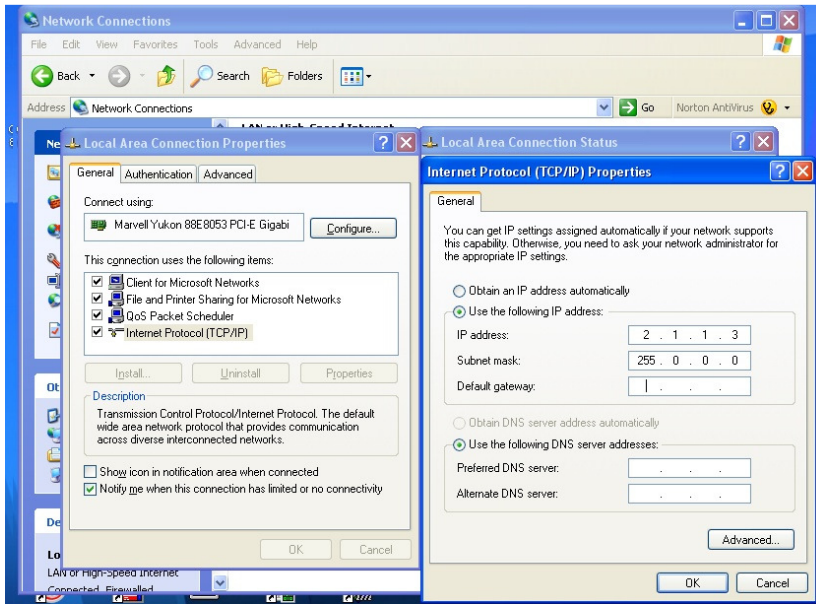 Network Connections
File Edit View Favorites Tools Advanced Help
Back Search Folders
Address Network Connections Go Norton AntiVirus
LAN or High-Speed Internet
Ne
Local Area Connection Properties
General Authentication Advanced
Connect using:
Marvell Yukon 88E8053 PCI-E Gigabi
Configure...
This connection uses the following items:
Client for Microsoft Networks
File and Printer Sharing for Microsoft Networks
QoS Packet Scheduler
Internet Protocol (TCP/IP)
Install... Uninstall Properties
Description
Transmission Control Protocol/Internet Protocol. The default
wide area network protocol that provides communication
across diverse interconnected networks.
Show icon in notification area when connected
Notify me when this connection has limited or no connectivity
OK Cancel
Ot
De
Lo
LAN or High-Speed Internet
Connected, Firewalled
Local Area Connection Status
Internet Protocol (TCP/IP) Properties
General
You can get IP settings assigned automatically if your network supports
this capability. Otherwise, you need to ask your network administrator for
the appropriate IP settings.
Obtain an IP address automatically
Use the following IP address:
IP address: 2 . 1 . 1 . 3
Subnet mask: 255 . 0 . 0 . 0
Default gateway: . . .
Obtain DNS server address automatically
Use the following DNS server addresses:
Preferred DNS server: . . .
Alternate DNS server: . . .
Advanced...
OK Cancel